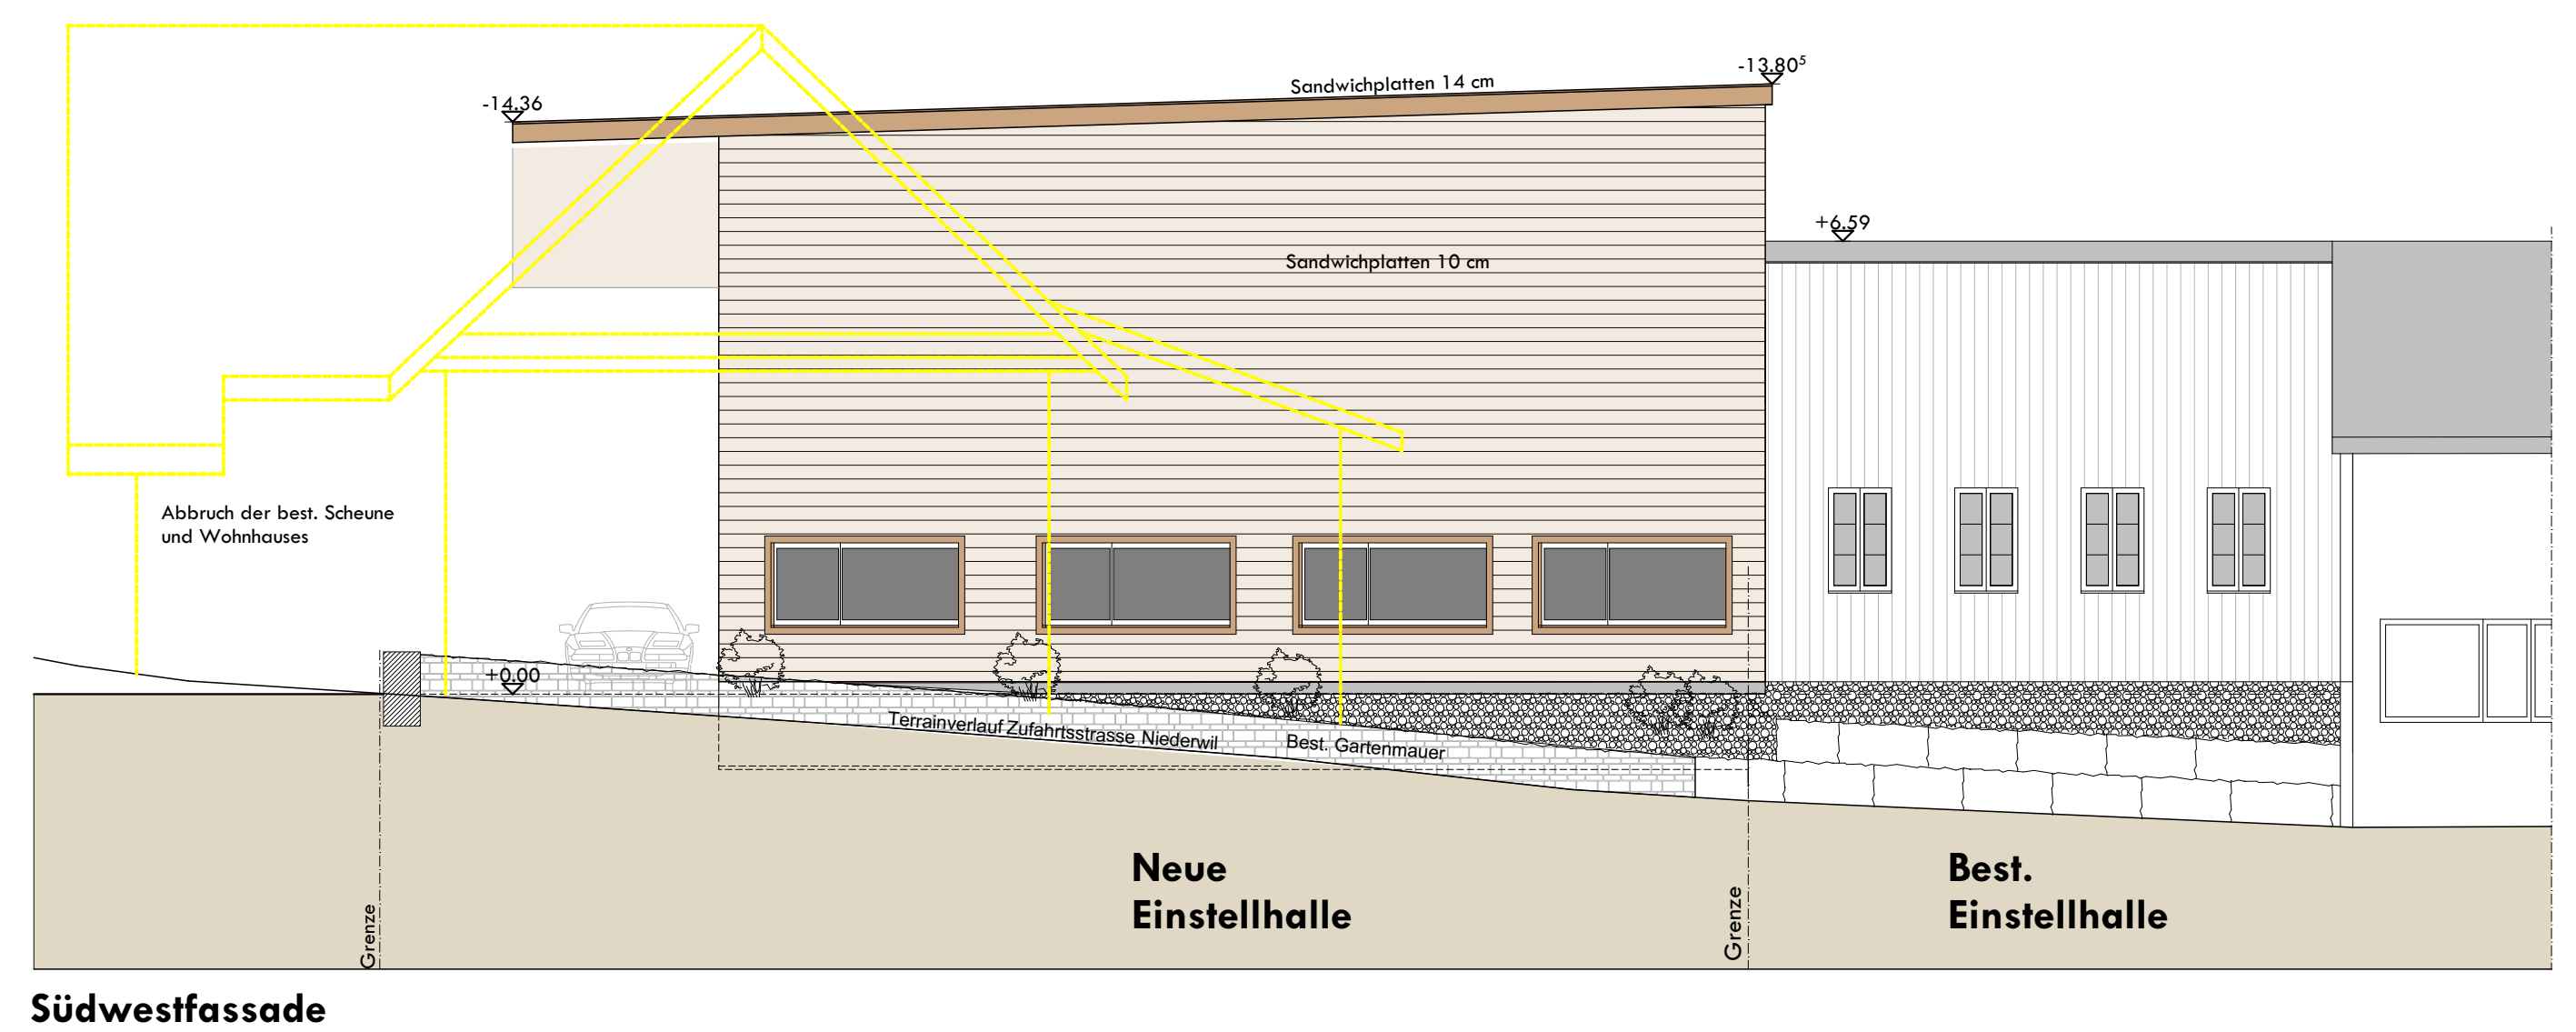 -13.80⁵
Sandwichplatten 14 cm
-14.36
+6.59
Sandwichplatten 10 cm
Abbruch der best. Scheune
und Wohnhauses
+0.00
Terrainverlauf Zufahrtsstrasse Niederwil
Best. Gartenmauer
Neue
Einstellhalle
Best.
Einstellhalle
Grenze
Grenze
Südwestfassade